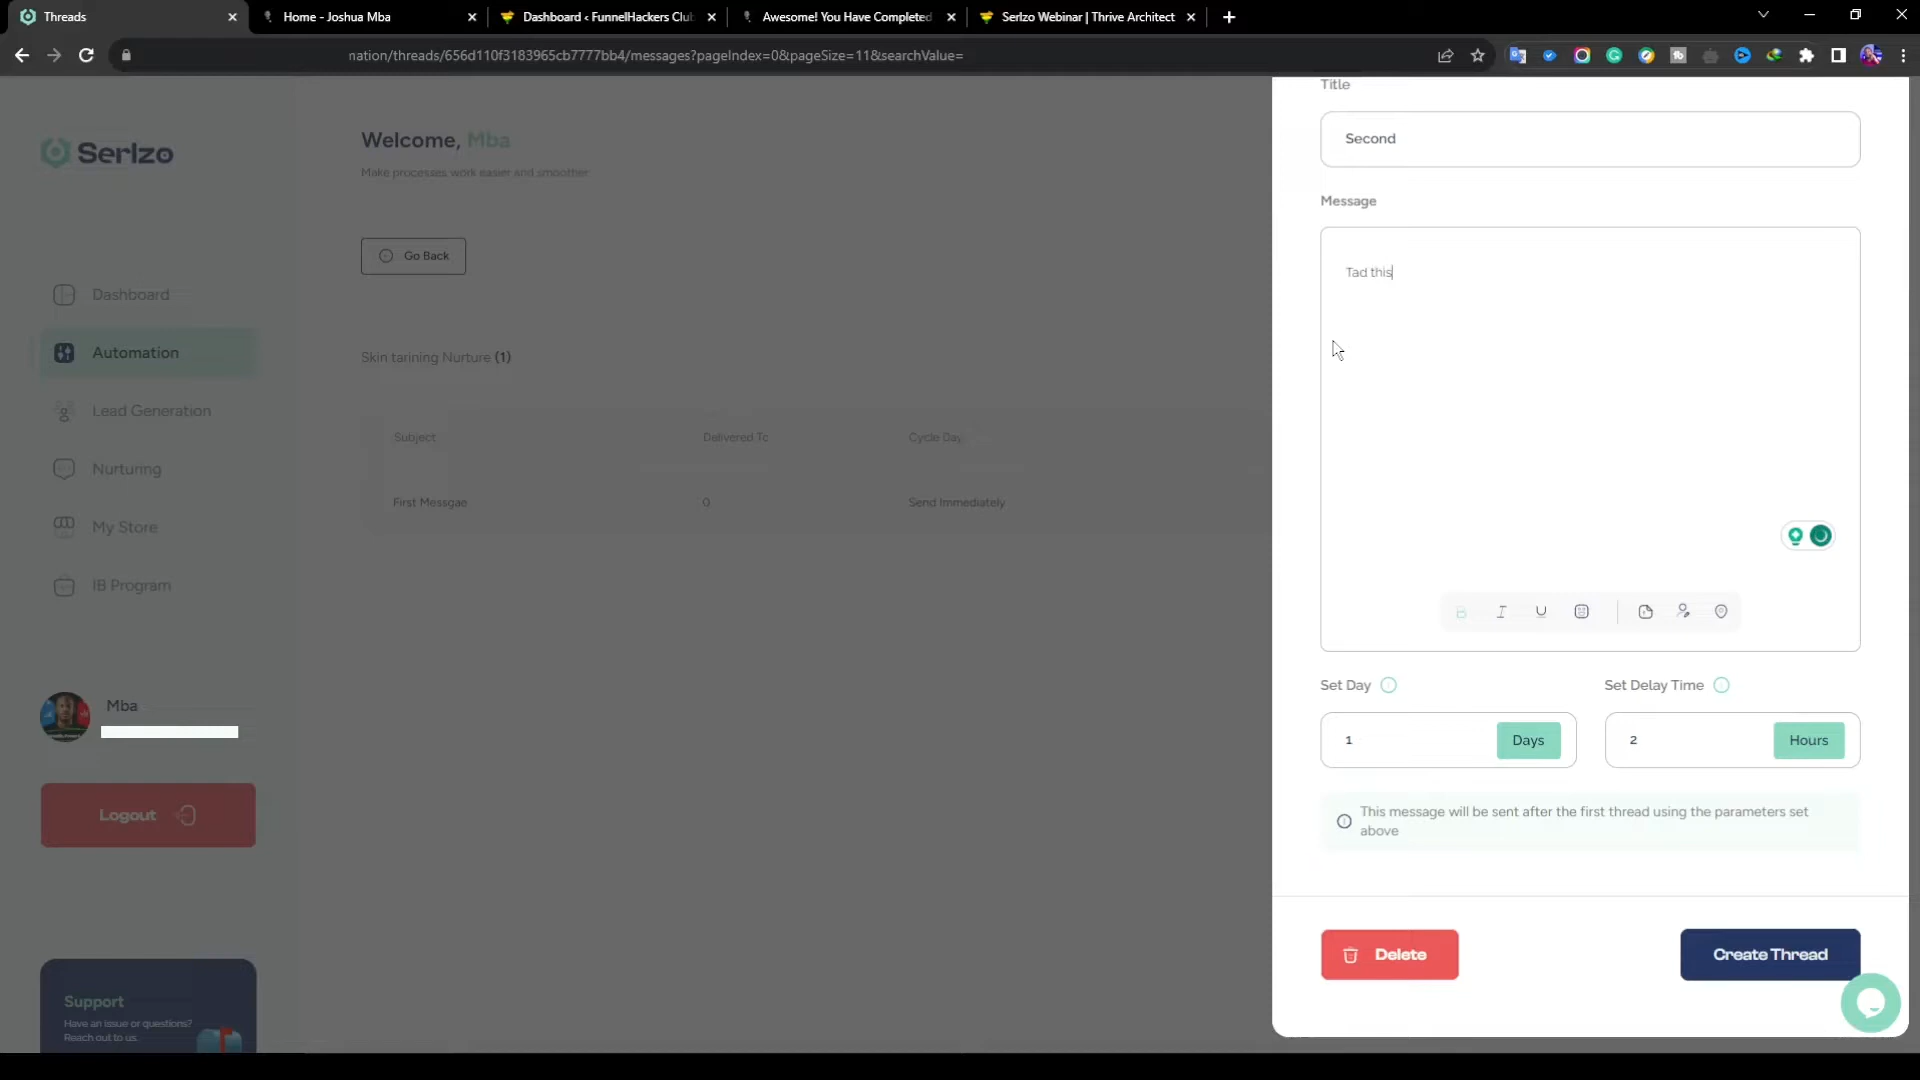 Threads
Home - Joshua Mba
Dashboard ‹ FunnelHackers Clu
Awesome! You Have Completed
Serlzo Webinar | Thrive Architect
nation/threads/656d110f3183965cb7777bb4/messages?pageIndex=0&pageSize=11&searchValue=
Serlzo
Dashboard
Automation
Lead Generation
Nurturing
My Store
IB Program
Mba
Logout
Support
Have an issue or questions?
Reach out to us.
Welcome, Mba
Make processes work easier and smoother
Go Back
Skin tarining Nurture (1)
Subject
Delivered To
Cycle Day
First Messgae
0
Send Immediately
Title
Second
Message
Tad this
B I U
Set Day
Set Delay Time
1
Days
2
Hours
This message will be sent after the first thread using the parameters set
above
Delete
Create Thread